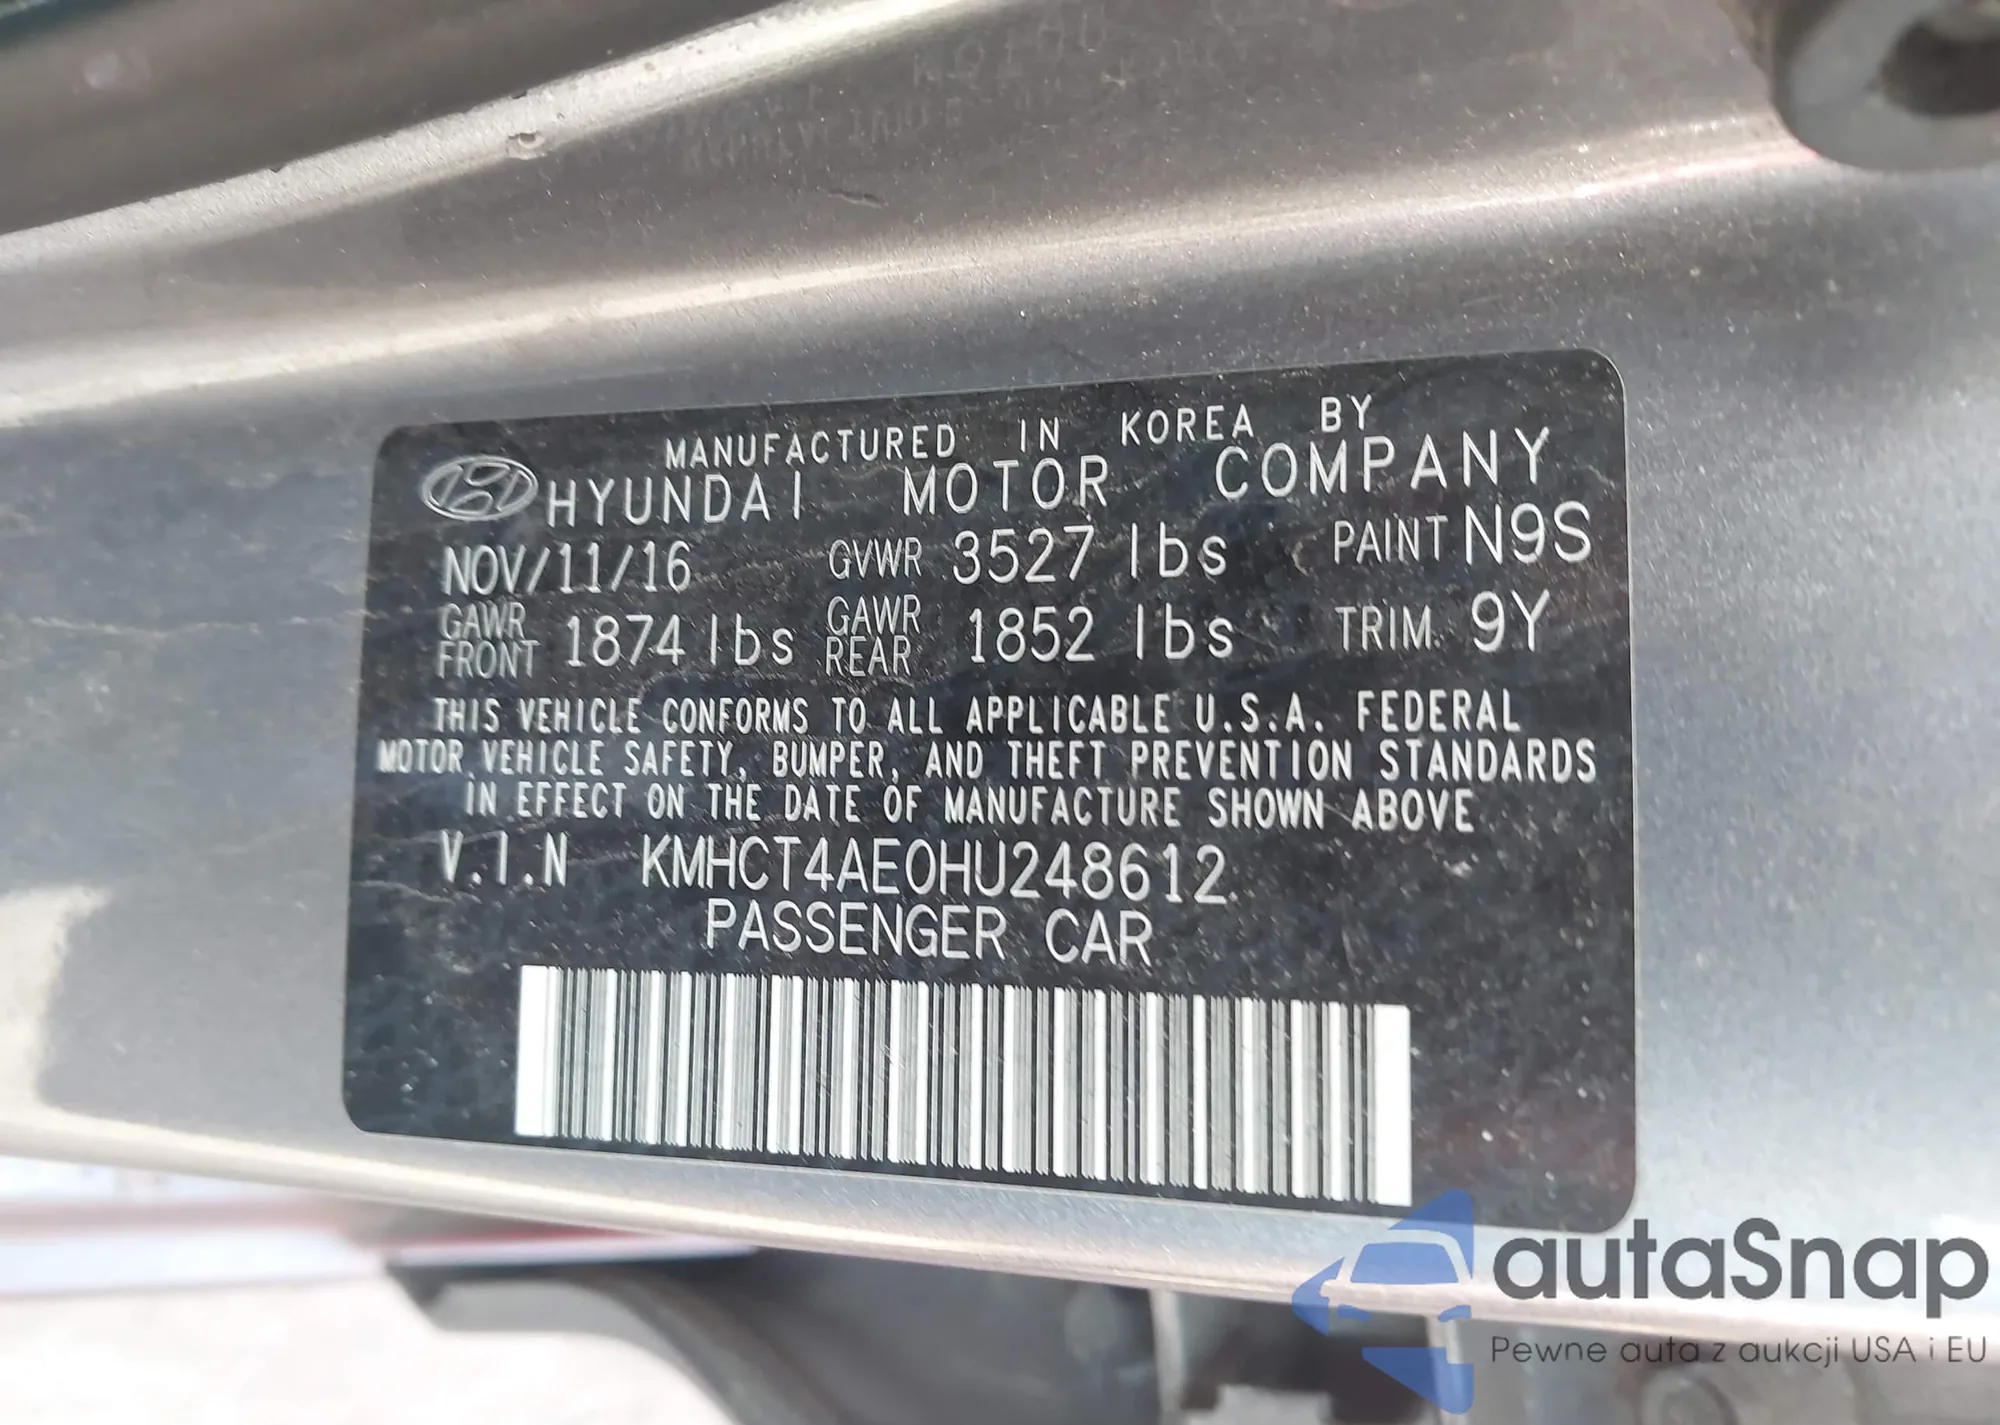 MANUFACTURED IN KOREA BY
HYUNDAI MOTOR COMPANY
NOV/11/16 GVWR 3527 lbs PAINT N9S
GAWR FRONT 1874 lbs GAWR REAR 1852 lbs TRIM 9Y
THIS VEHICLE CONFORMS TO ALL APPLICABLE U.S.A. FEDERAL
MOTOR VEHICLE SAFETY, BUMPER, AND THEFT PREVENTION STANDARDS
IN EFFECT ON THE DATE OF MANUFACTURE SHOWN ABOVE
V.I.N KMHCT4AE0HU248612
PASSENGER CAR
autaSnap
Pewne auta z aukcji USA i EU